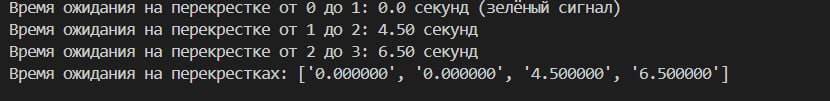 Время ожидания на перекрестке от 0 до 1: 0.0 секунд (зелёный сигнал)
Время ожидания на перекрестке от 1 до 2: 4.50 секунд
Время ожидания на перекрестке от 2 до 3: 6.50 секунд
Время ожидания на перекрестках: ['0.000000', '0.000000', '4.500000', '6.500000']